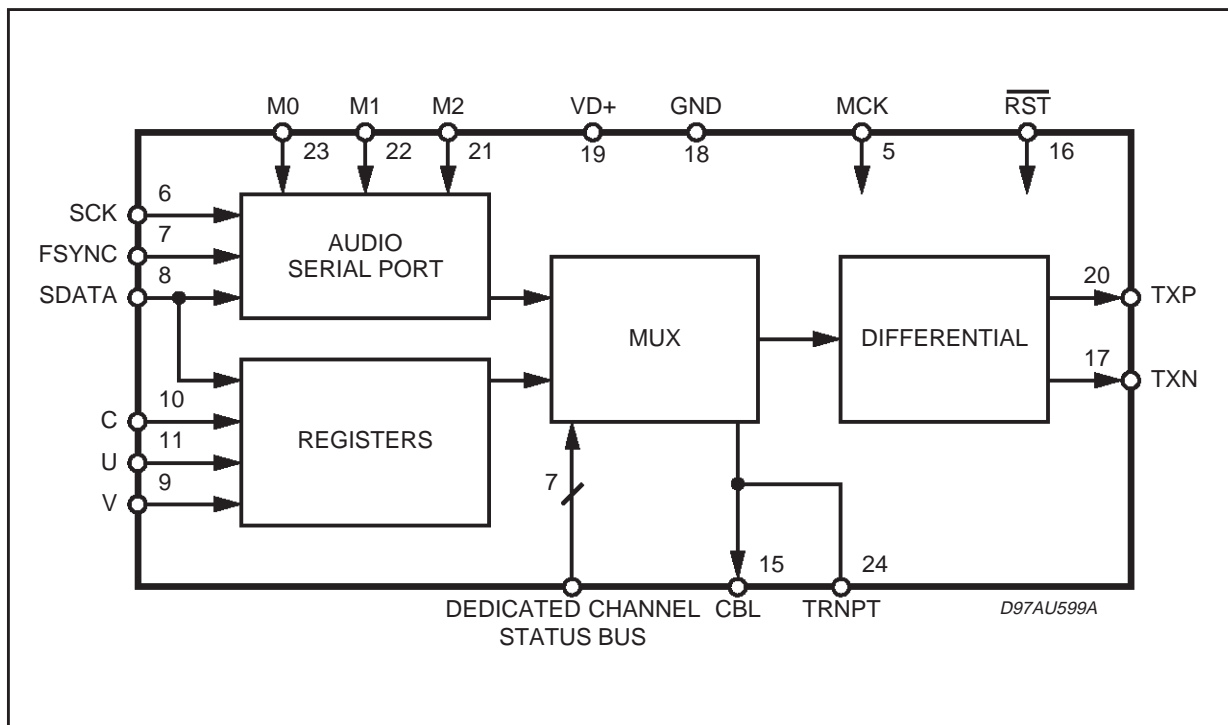 M0 M1 M2 VD+ GND MCK RST
23 22 21 19 18 5 16
SCK 6
FSYNC 7
SDATA 8
AUDIO
SERIAL PORT
MUX
DIFFERENTIAL
20 TXP
17 TXN
C 10
U 11
V 9
REGISTERS
7
15 24
DEDICATED CHANNEL
STATUS BUS
CBL
TRNPT
D97AU599A